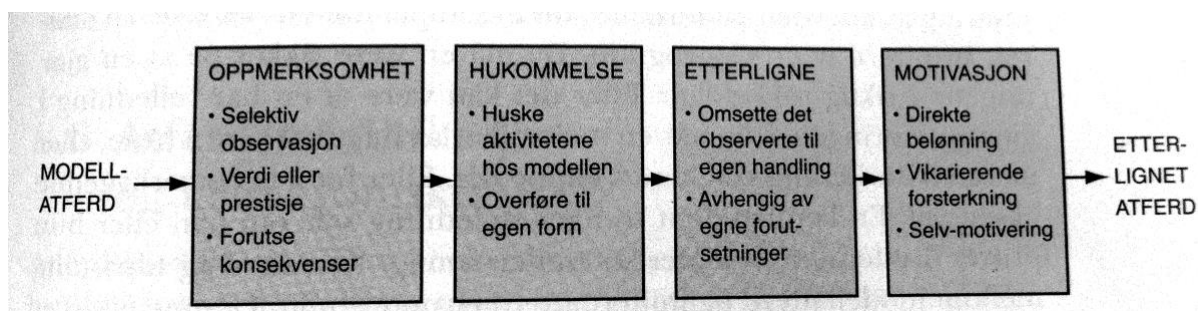 MODELL-
ATFERD
OPPMERKSOMHET
• Selektiv
observasjon
• Verdi eller
prestisje
• Forutse
konsekvenser
HUKOMMELSE
• Huske
aktivitetene
hos modellen
• Overføre til
egen form
ETTERLIGNE
• Omsette det
observerte til
egen handling
• Avhengig av
egne forut-
setninger
MOTIVASJON
• Direkte
belønning
• Vikarierende
forsterkning
• Selv-motivering
ETTER-
LIGNET
ATFERD